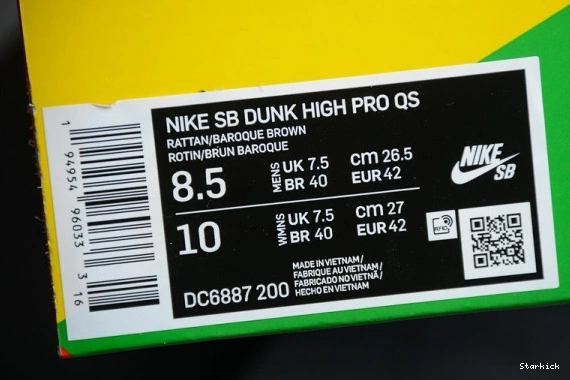 NIKE SB DUNK HIGH PRO QS
RATTAN/BAROQUE BROWN
ROTIN/BRUN BAROQUE
8.5
MENS
UK 7.5
BR 40
cm 26.5
EUR 42
10
WMNS
UK 7.5
BR 40
cm 27
EUR 42
NIKE
SB
RFID
MADE IN VIETNAM/
FABRIQUE AU VIETNAM/
FABRICADO NO VIETNÃ/
HECHO EN VIETNAM
DC6887 200
1 94954 96033 3 16
Starkick